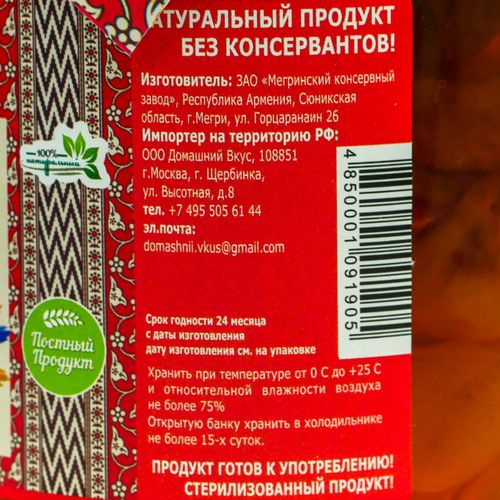 АТУРАЛЬНЫЙ ПРОДУКТ
БЕЗ КОНСЕРВАНТОВ!
Изготовитель: ЗАО «Мегринский консервный
завод», Республика Армения, Сюникская
область, г.Мегри, ул. Горцаранаин 26
Импортер на территорию РФ:
ООО Домашний Вкус, 108851
г.Москва, г. Щербинка,
ул. Высотная, д.8
тел. +7 495 505 61 44
эл.почта:
domashnii.vkus@gmail.com
4850001091905
100%
натуральный
Постный
Продукт
Срок годности 24 месяца
с даты изготовления
дату изготовления см. на упаковке
Хранить при температуре от 0 С до +25 С
и относительной влажности воздуха
не более 75%
Открытую банку хранить в холодильнике
не более 15-х суток.
ПРОДУКТ ГОТОВ К УПОТРЕБЛЕНИЮ!
СТЕРИЛИЗОВАННЫЙ ПРОДУКТ!